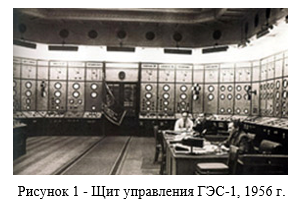 Рисунок 1 - Щит управления ГЭС-1, 1956 г.